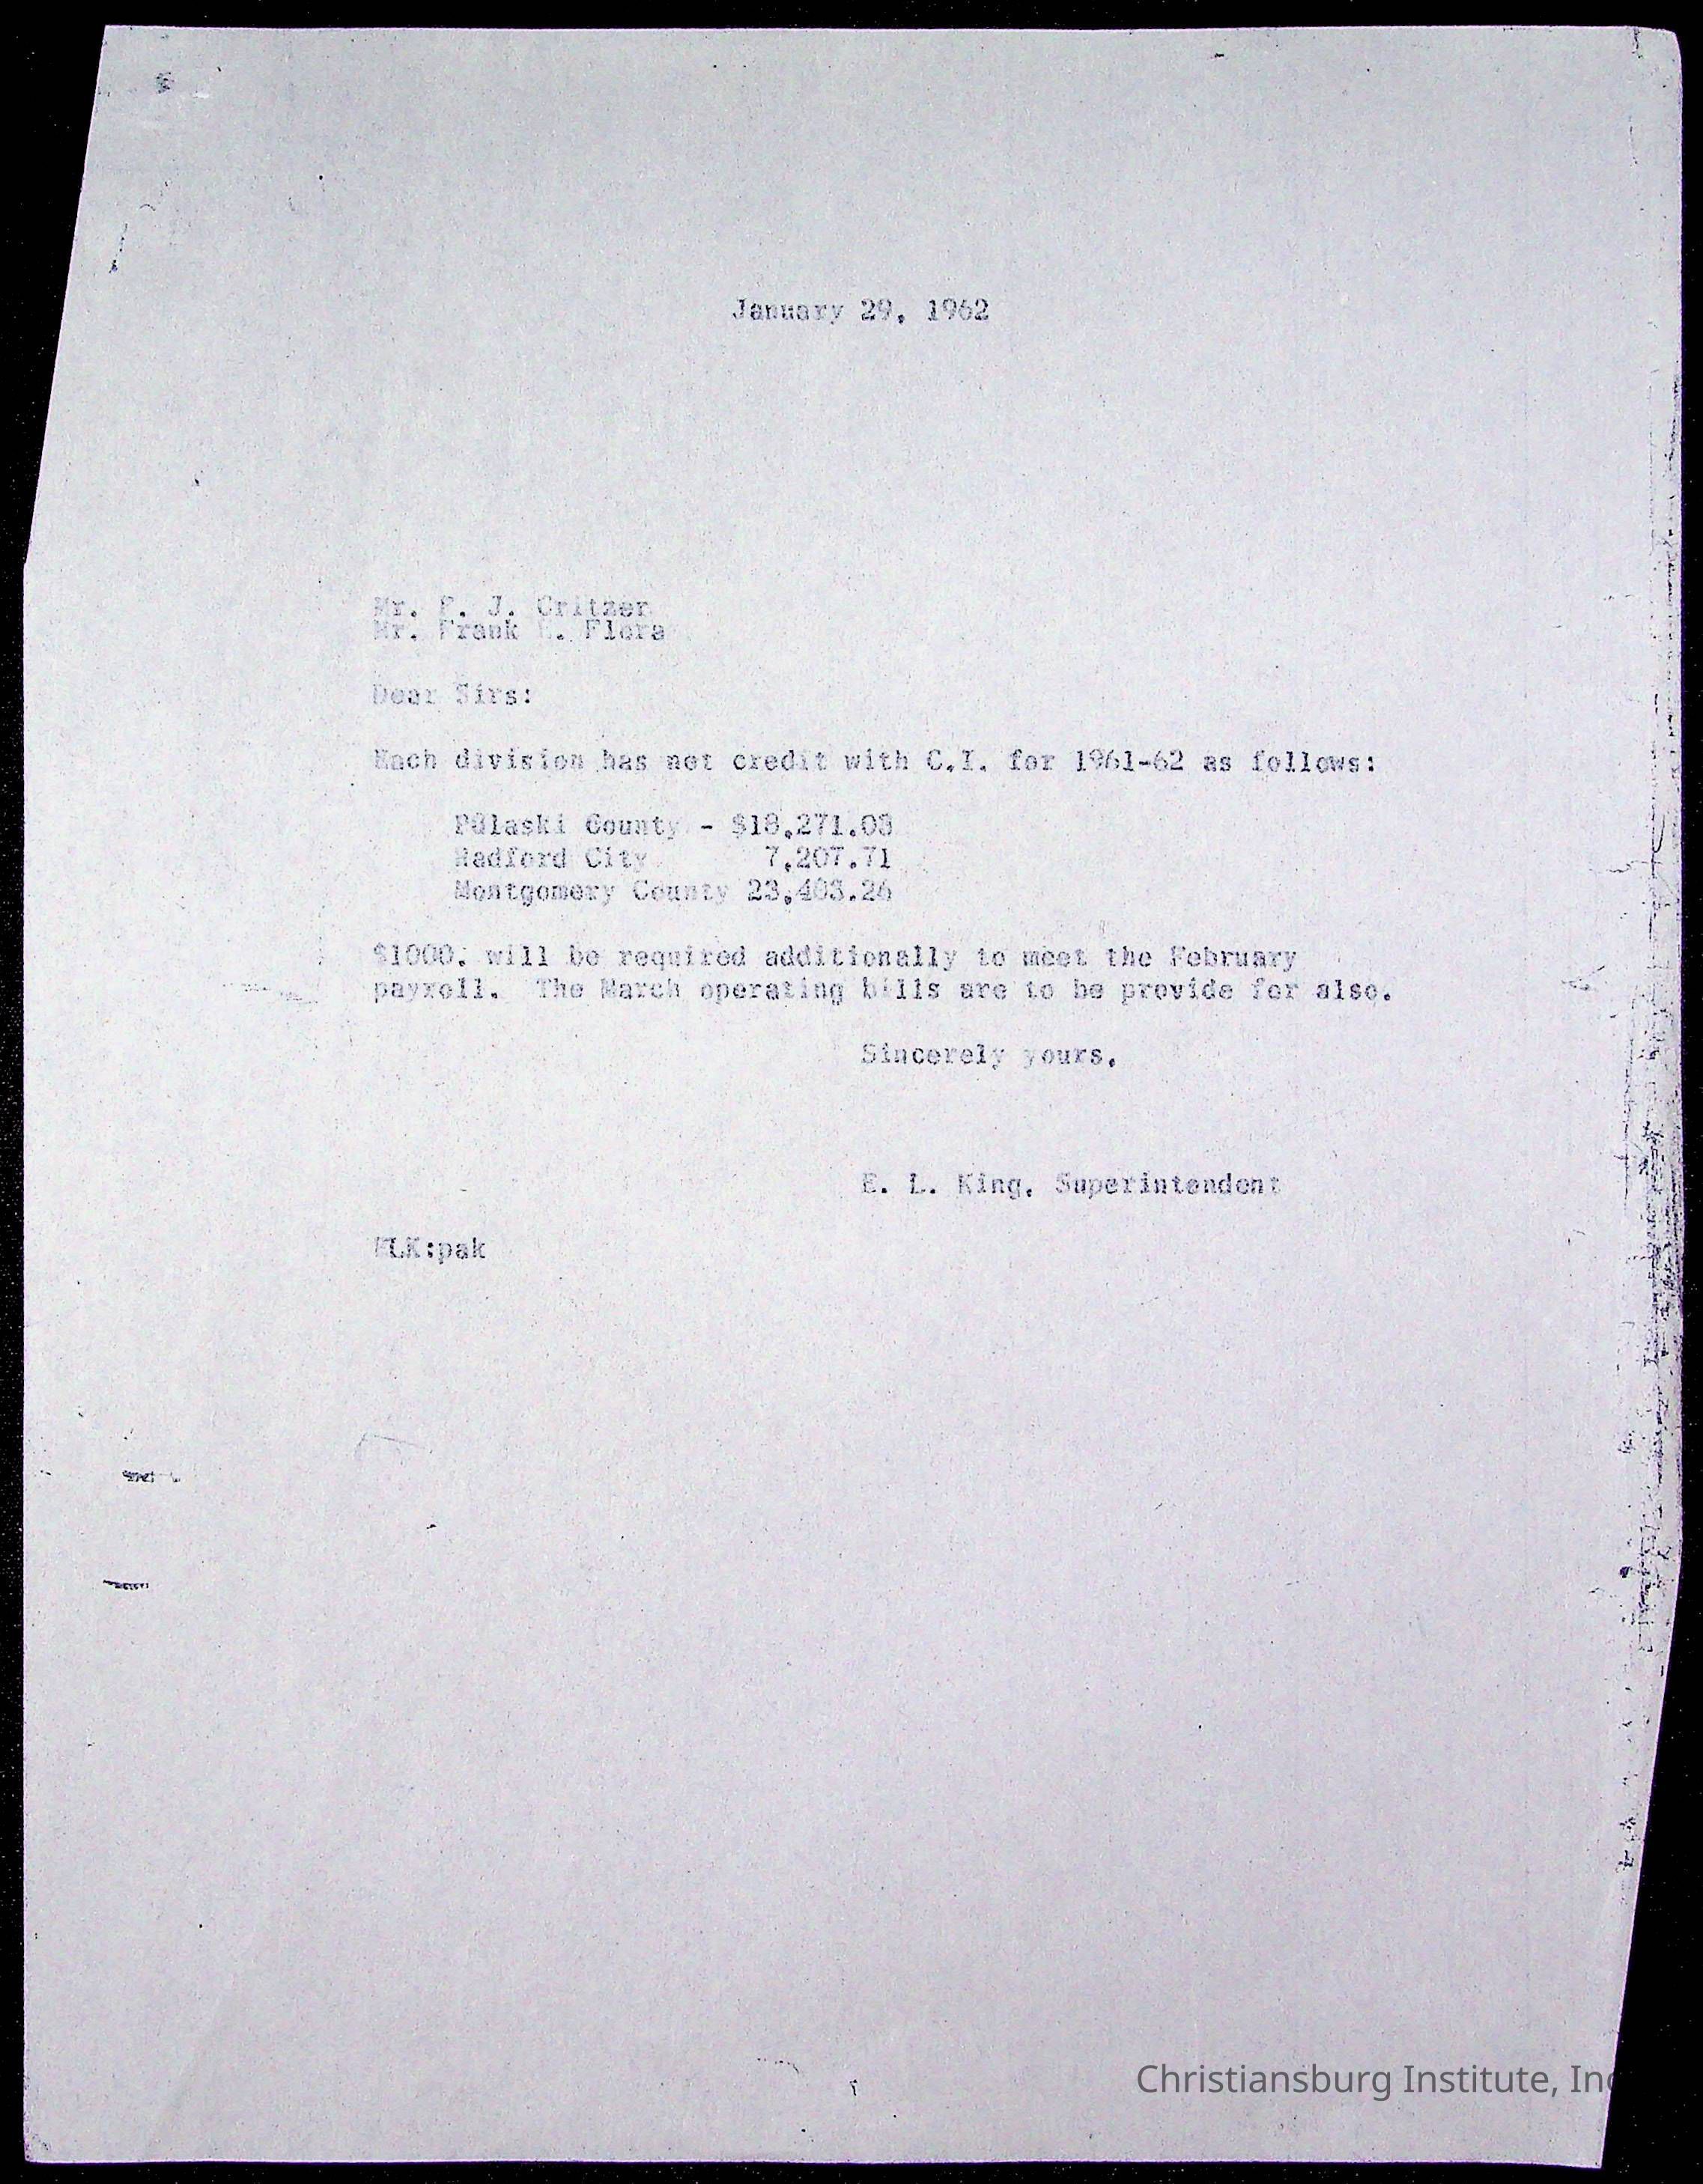 January 29, 1962
Mr. P. J. Critzer
Mr. Frank L. Flora
Dear Sirs:
Each division has net credit with C.I. for 1961-62 as follows:
Pulaski County - $18,271.03
Radford City 7,207.71
Montgomery County 23,403.26
$1000. will be required additionally to meet the February
payroll. The March operating bills are to be provide for also.
Sincerely yours,
E. L. King, Superintendent
ELK:pak
Christiansburg Institute, Inc